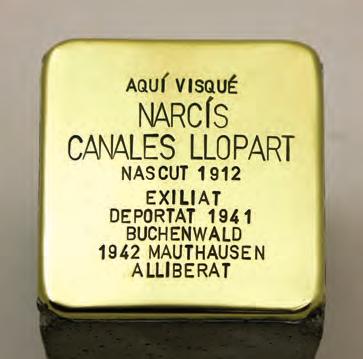 AQUÍ VISQUÉ
NARCÍS
CANALES LLOPART
NASCUT 1912
EXILIAT
DEPORTAT 1941
BUCHENWALD
1942 MAUTHAUSEN
ALLIBERAT